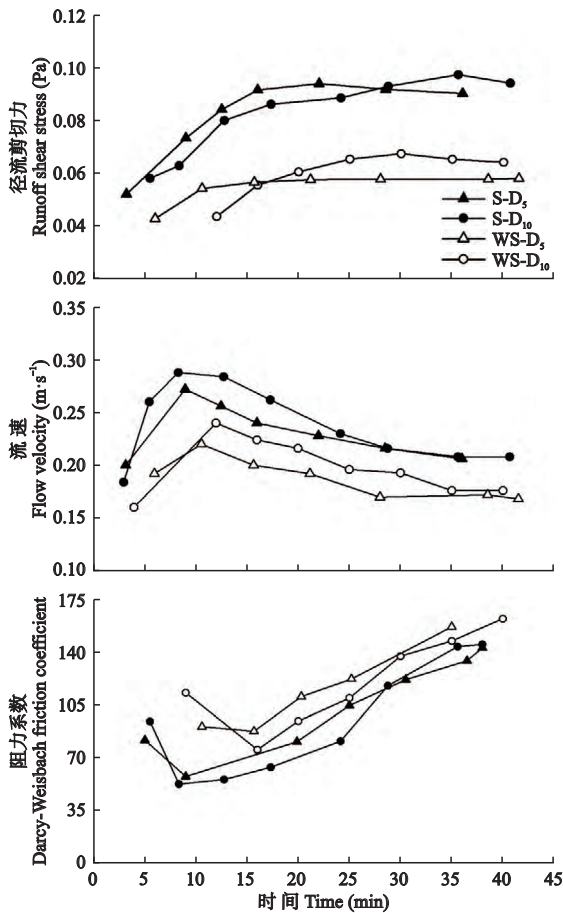 0.12
0.10
0.08
0.06
0.04
0.02
径流剪切力
Runoff shear stress (Pa)
S-D5
S-D10
WS-D5
WS-D10
0.35
0.30
0.25
0.20
0.15
0.10
流 速
Flow velocity (m·s⁻¹)
175
140
105
70
35
0
阻力系数
Darcy-Weisbach friction coefficient
0 5 10 15 20 25 30 35 40 45
时 间 Time (min)